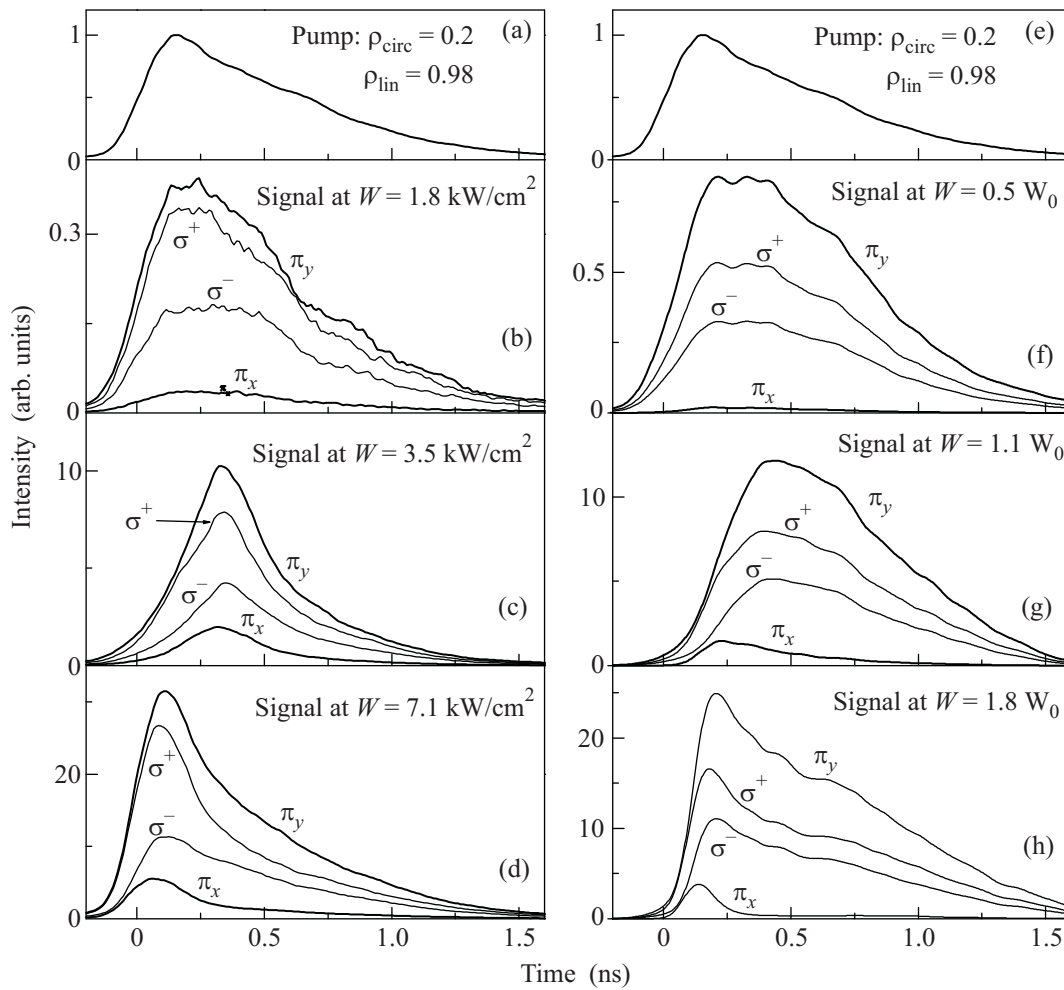 Intensity (arb. units)
Pump: ρcirc = 0.2 (a)
ρlin = 0.98
1
0
Signal at W = 1.8 kW/cm²
0.3
σ⁺
πy
σ⁻
(b)
πx
0
Signal at W = 3.5 kW/cm²
10
σ⁺
πy
σ⁻
(c)
πx
0
Signal at W = 7.1 kW/cm²
σ⁺
20
πy
σ⁻
(d)
πx
0
0 0.5 1.0 1.5
Pump: ρcirc = 0.2 (e)
ρlin = 0.98
1
0
Signal at W = 0.5 W₀
πy
σ⁺
0.5
σ⁻
(f)
πx
0
Signal at W = 1.1 W₀
πy
10
σ⁺
σ⁻
(g)
πx
0
Signal at W = 1.8 W₀
20
πy
σ⁺
10
σ⁻
(h)
πx
0
0 0.5 1.0 1.5
Time (ns)